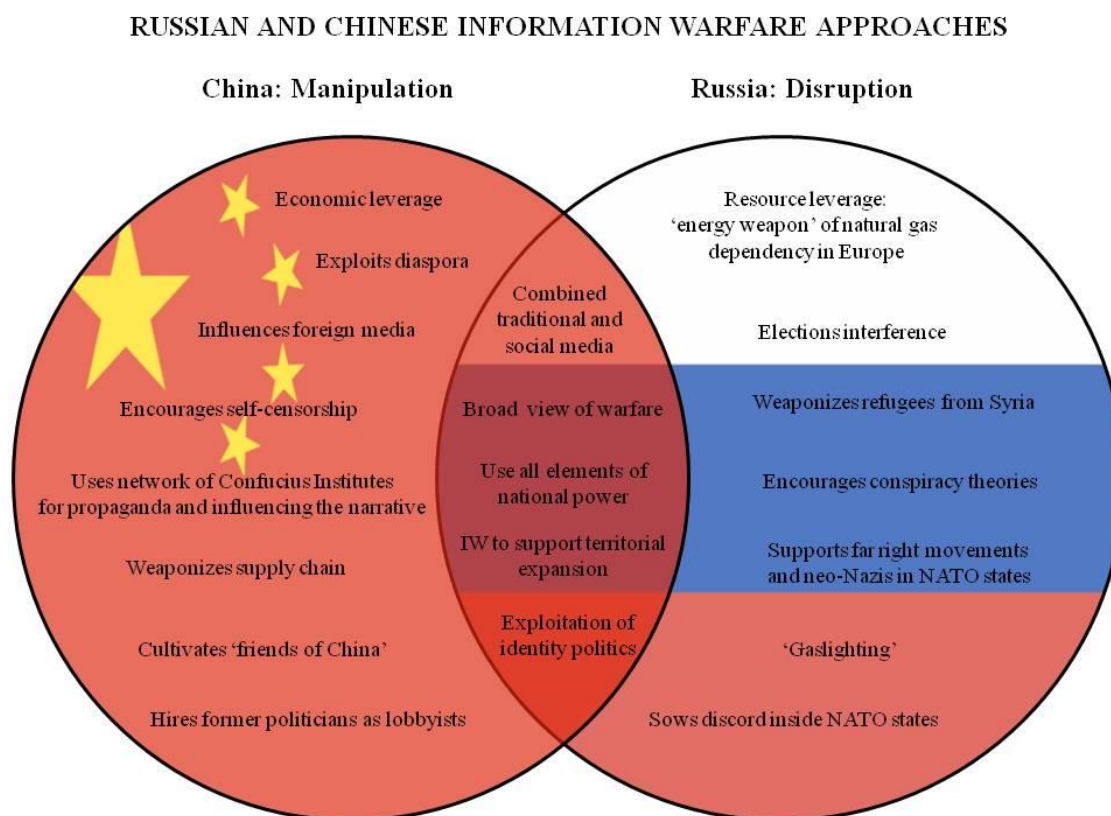 RUSSIAN AND CHINESE INFORMATION WARFARE APPROACHES
China: Manipulation
Russia: Disruption
Economic leverage
Exploits diaspora
Influences foreign media
Encourages self-censorship
Uses network of Confucius Institutes
for propaganda and influencing the narrative
Weaponizes supply chain
Cultivates ‘friends of China’
Hires former politicians as lobbyists
Combined
traditional and
social media
Broad view of warfare
Use all elements of
national power
IW to support territorial
expansion
Exploitation of
identity politics
Resource leverage:
‘energy weapon’ of natural gas
dependency in Europe
Elections interference
Weaponizes refugees from Syria
Encourages conspiracy theories
Supports far right movements
and neo-Nazis in NATO states
‘Gaslighting’
Sows discord inside NATO states